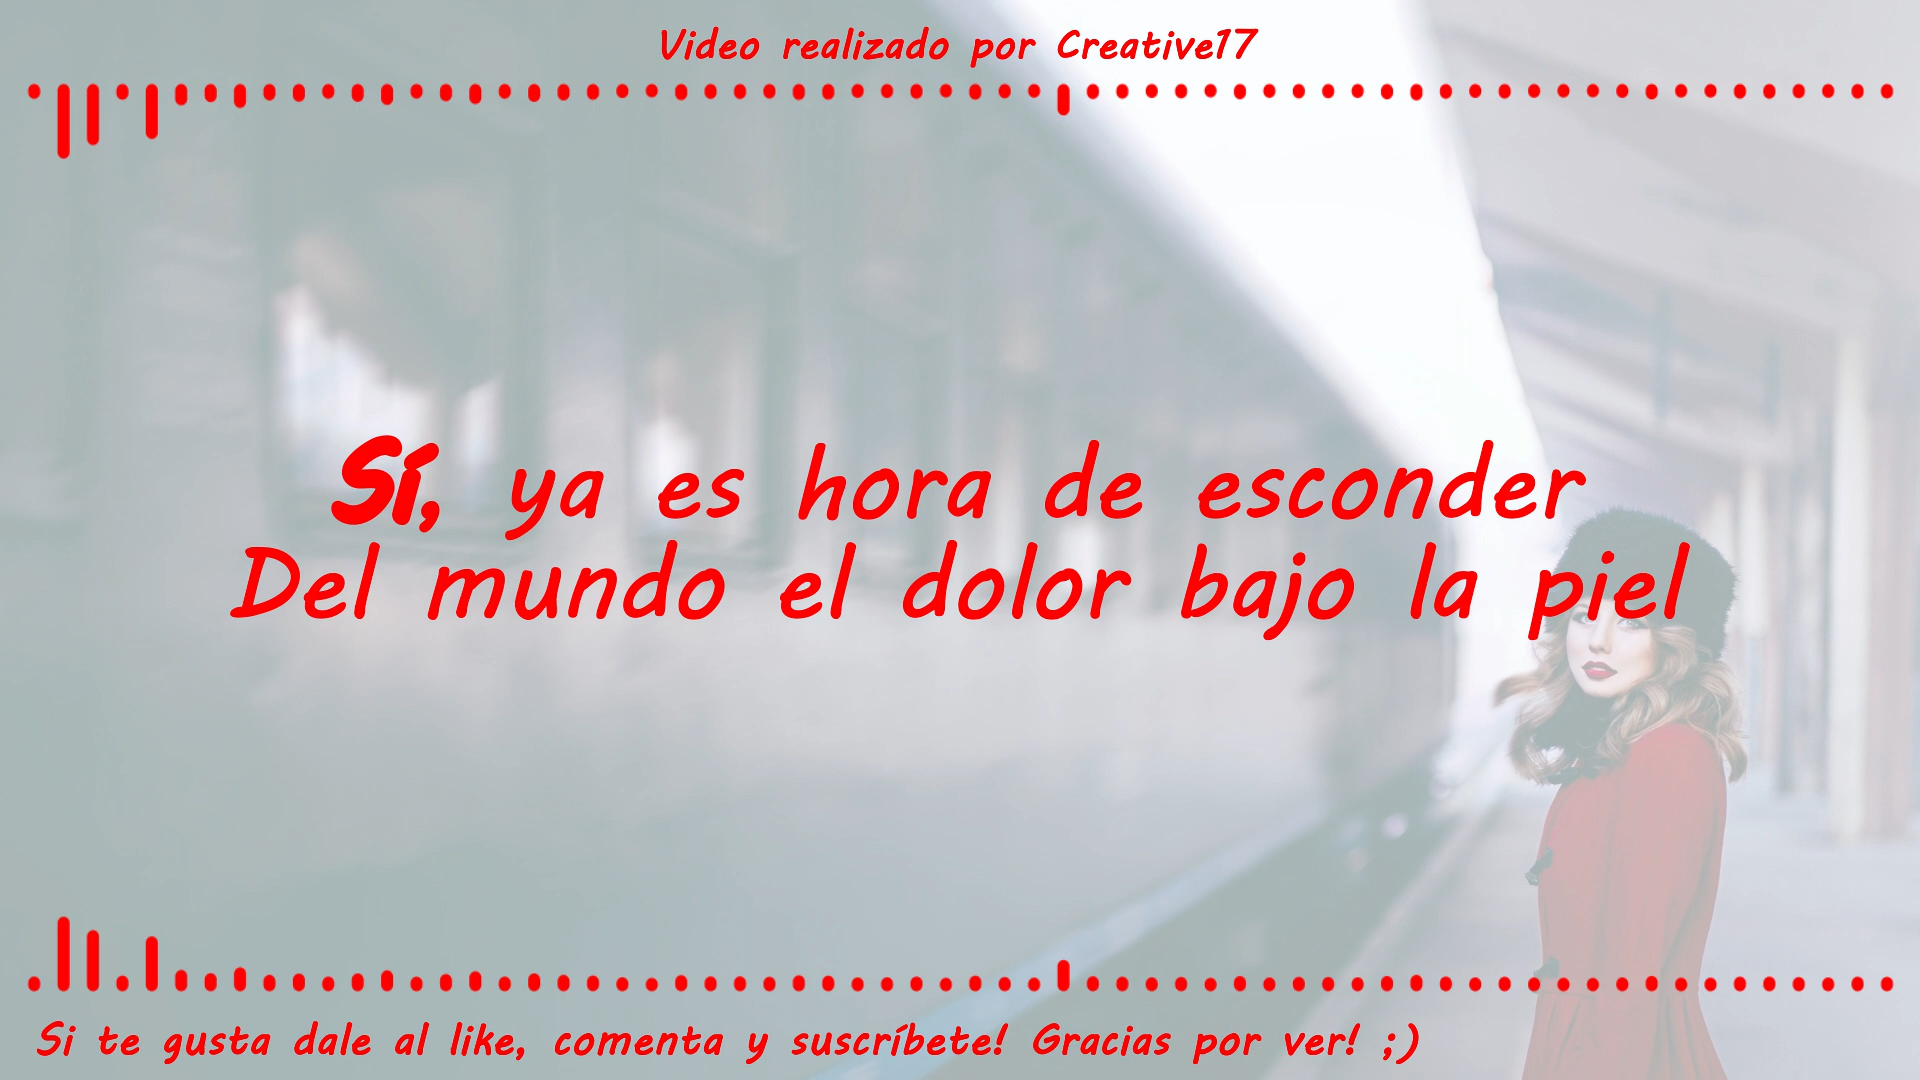 Video realizado por Creative17
Sí, ya es hora de esconder
Del mundo el dolor bajo la piel
Si te gusta dale al like, comenta y suscríbete! Gracias por ver! ;)